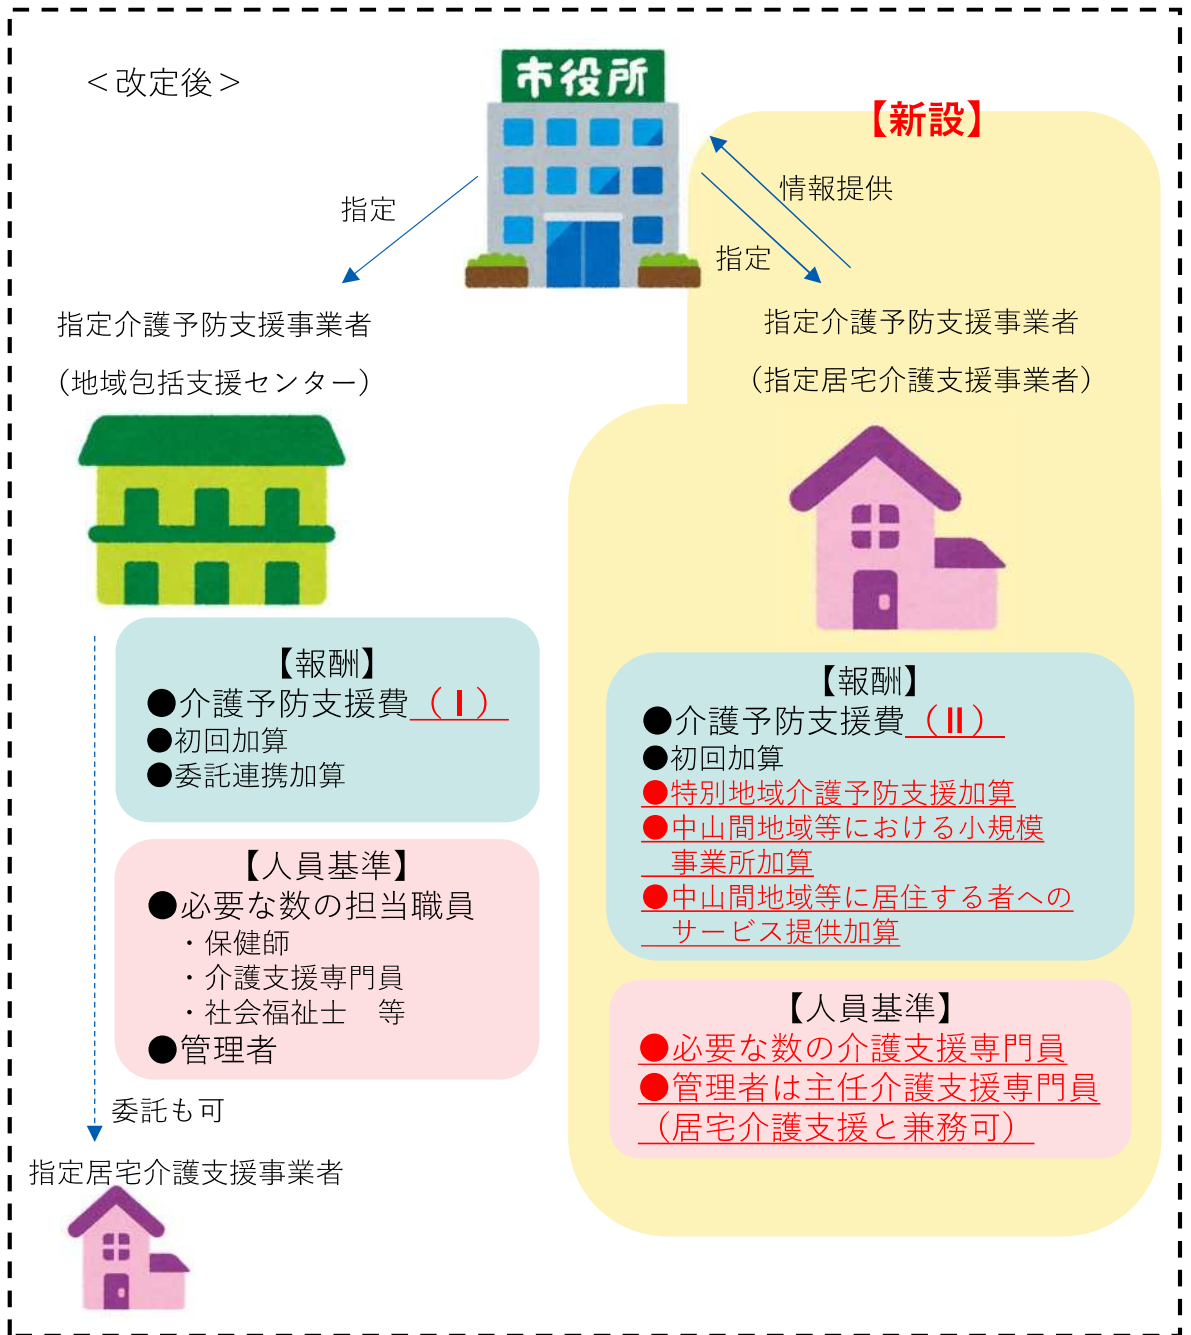 ＜改定後＞
市役所
【新設】
指定
情報提供
指定
指定介護予防支援事業者
（地域包括支援センター）
【報酬】
●介護予防支援費（Ⅰ）
●初回加算
●委託連携加算
【人員基準】
●必要な数の担当職員
・保健師
・介護支援専門員
・社会福祉士　等
●管理者
委託も可
指定居宅介護支援事業者
指定介護予防支援事業者
（指定居宅介護支援事業者）
【報酬】
●介護予防支援費（Ⅱ）
●初回加算
●特別地域介護予防支援加算
●中山間地域等における小規模
事業所加算
●中山間地域等に居住する者への
サービス提供加算
【人員基準】
●必要な数の介護支援専門員
●管理者は主任介護支援専門員
（居宅介護支援と兼務可）